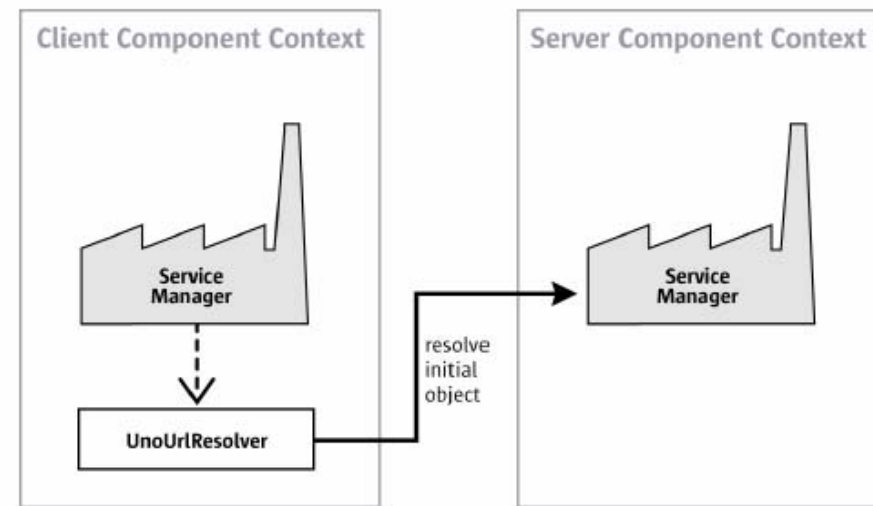 Client Component Context
Server Component Context
Service
Manager
Service
Manager
resolve
initial
object
UnoUrlResolver